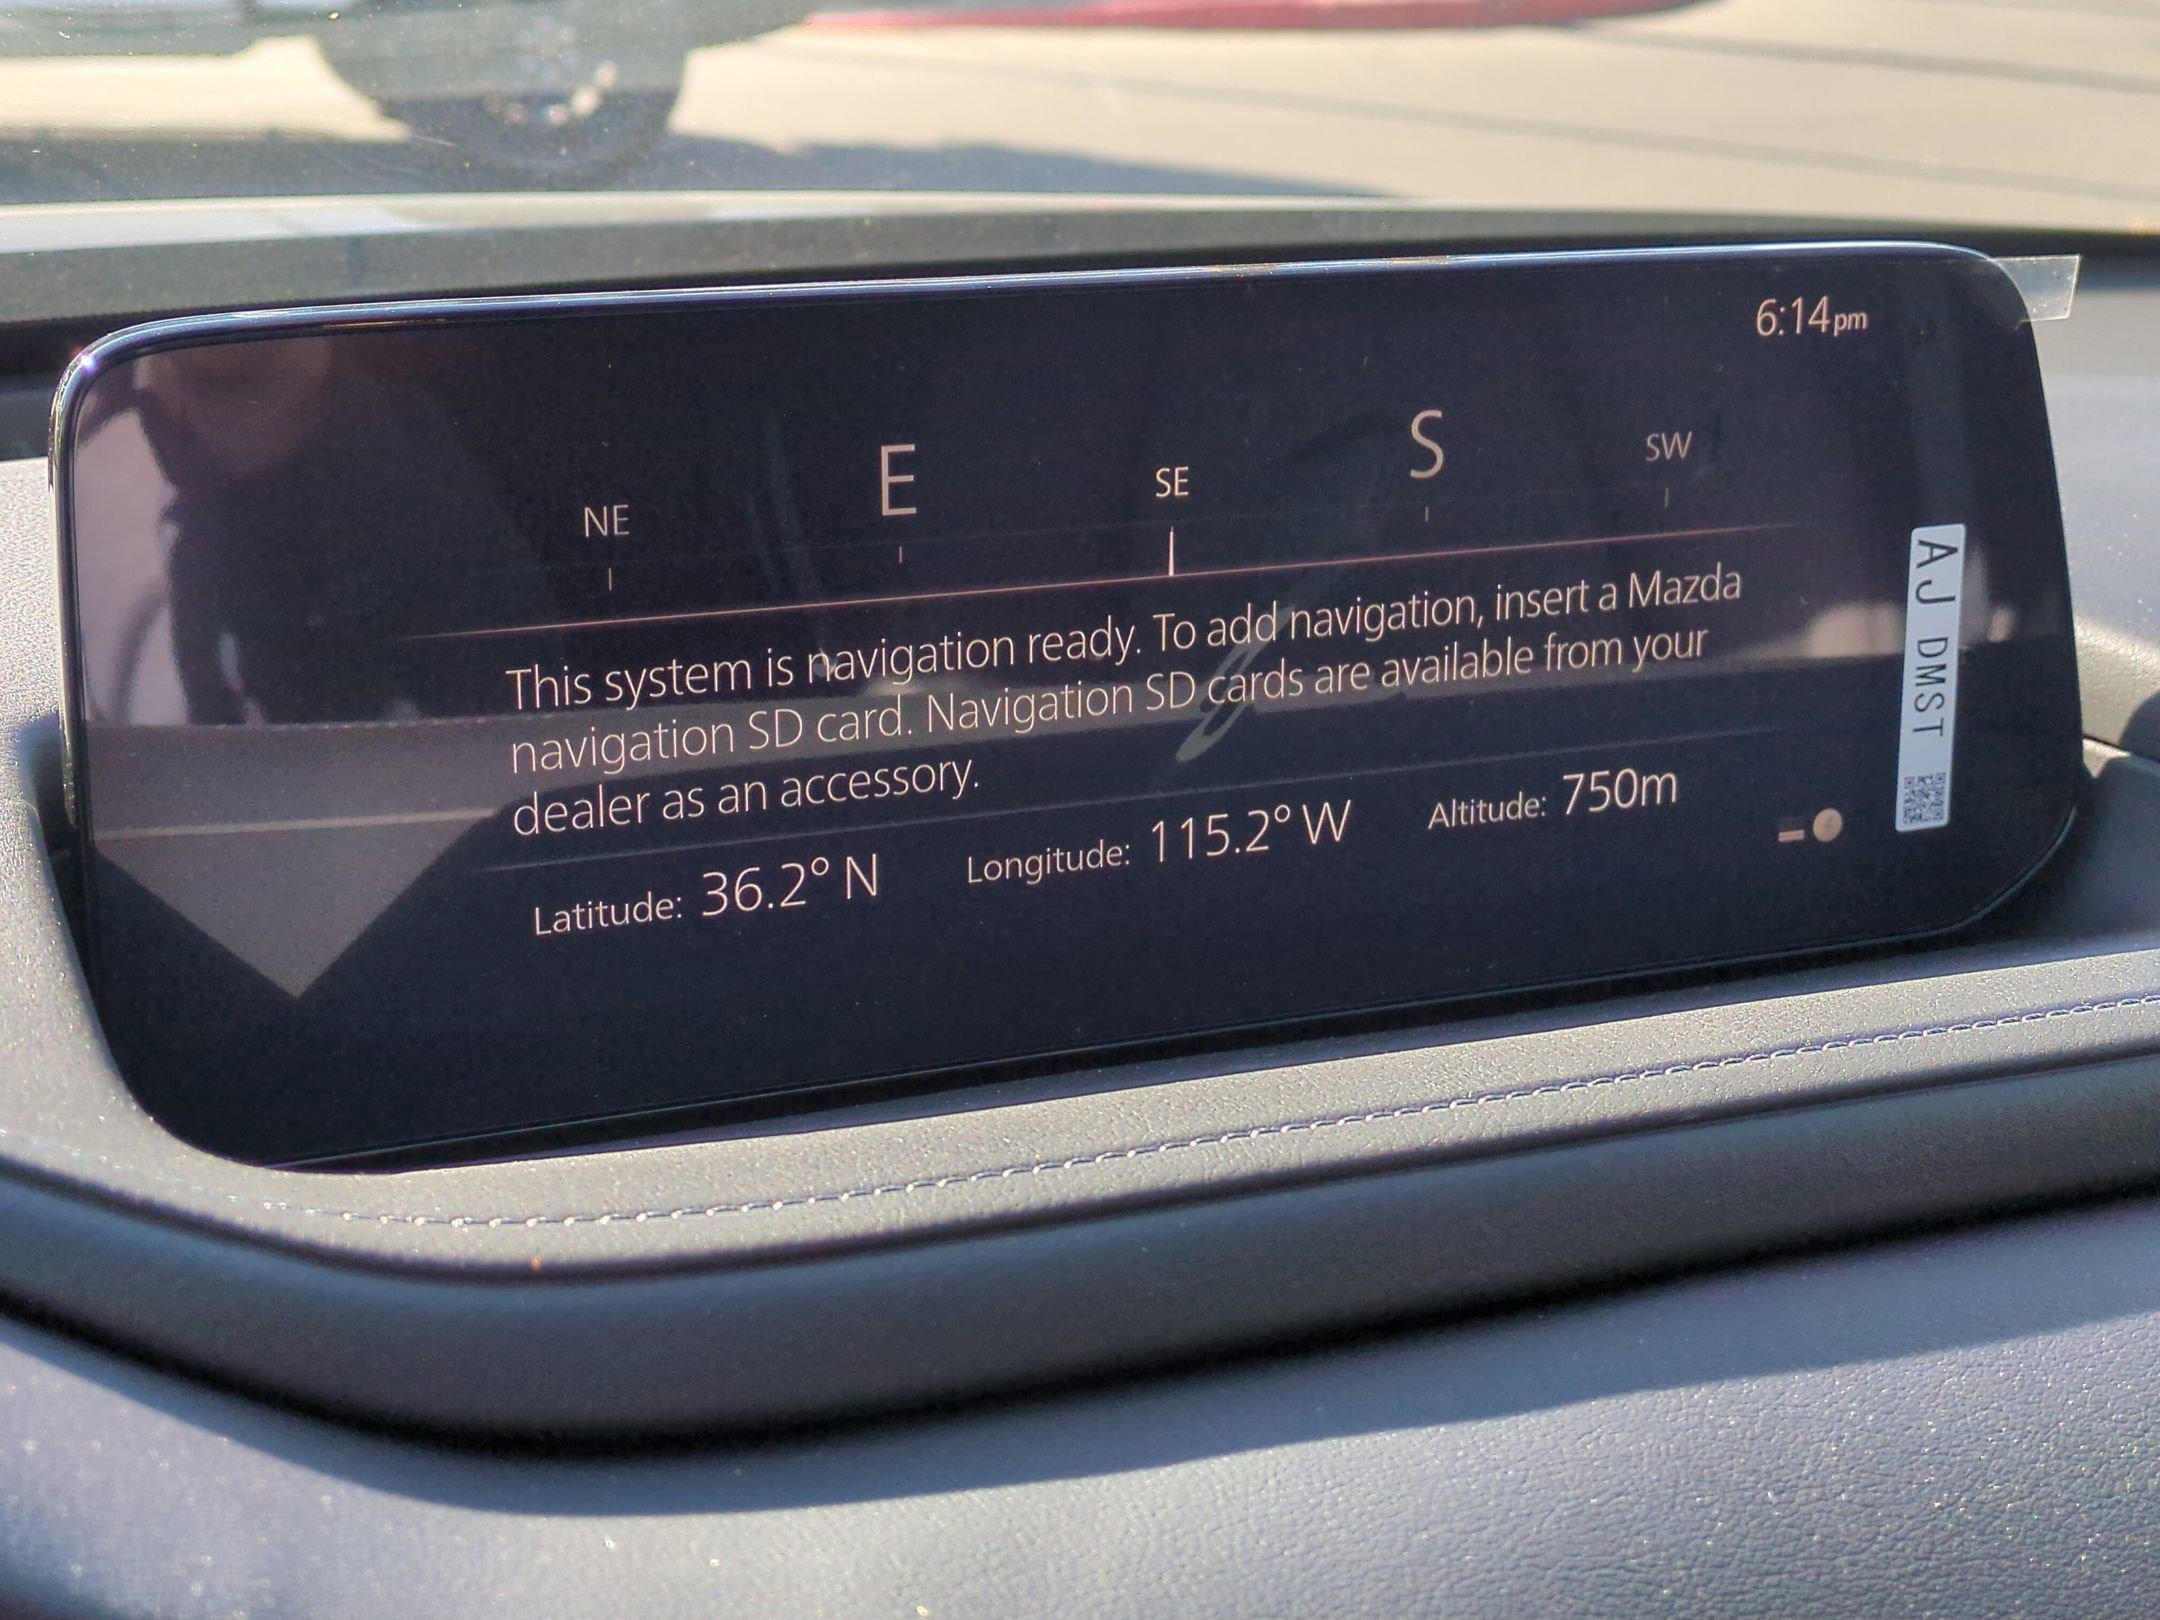 6:14pm
NE E SE S SW
This system is navigation ready. To add navigation, insert a Mazda
navigation SD card. Navigation SD cards are available from your
dealer as an accessory.
Latitude: 36.2° N Longitude: 115.2° W Altitude: 750m
AJ DMST